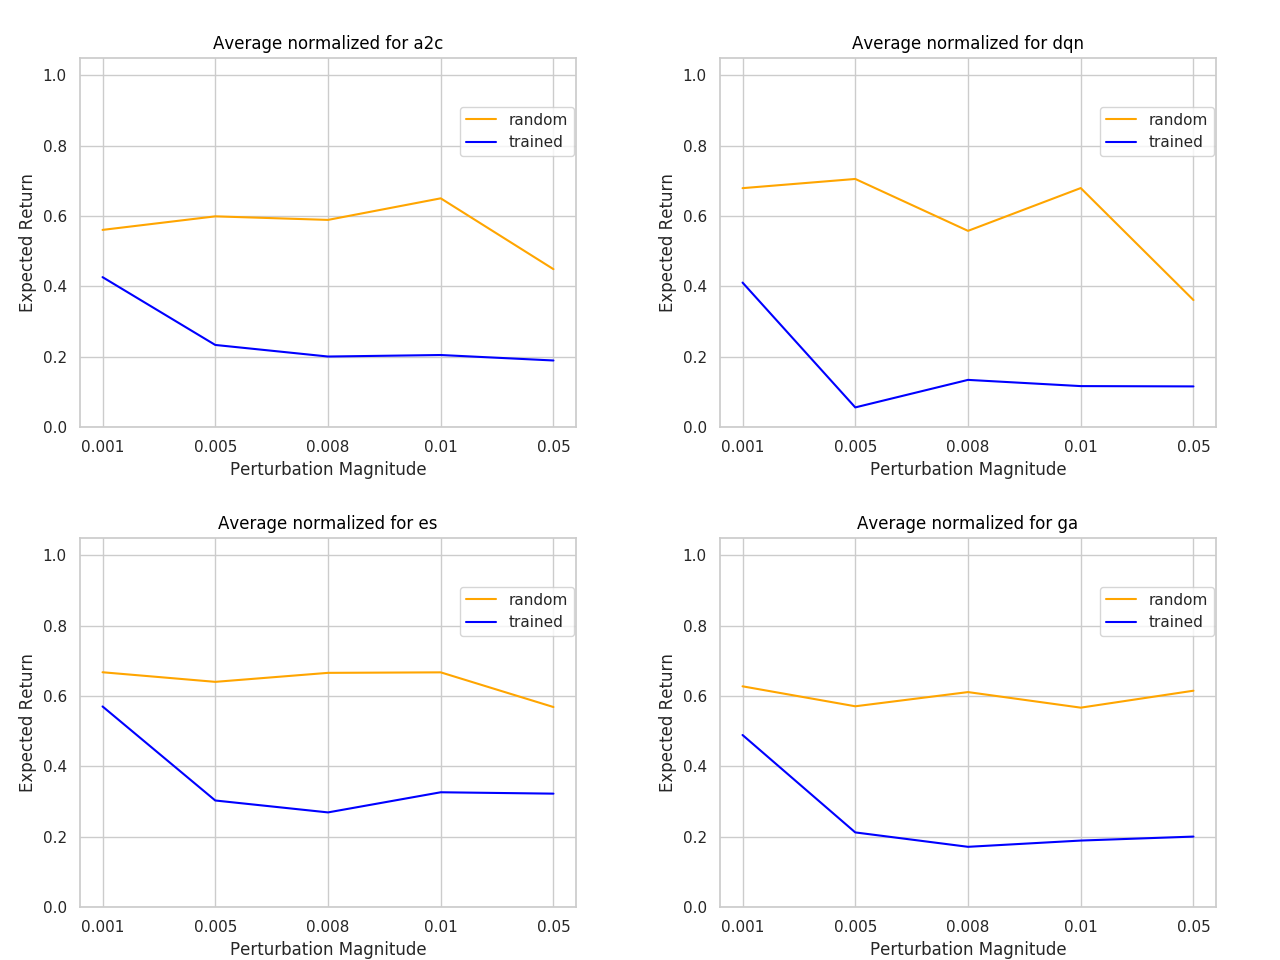 Average normalized for a2c
1.0
0.8
0.6
0.4
0.2
0.0
Expected Return
random
trained
0.001 0.005 0.008 0.01 0.05
Perturbation Magnitude
Average normalized for dqn
1.0
0.8
0.6
0.4
0.2
0.0
Expected Return
random
trained
0.001 0.005 0.008 0.01 0.05
Perturbation Magnitude
Average normalized for es
1.0
0.8
0.6
0.4
0.2
0.0
Expected Return
random
trained
0.001 0.005 0.008 0.01 0.05
Perturbation Magnitude
Average normalized for ga
1.0
0.8
0.6
0.4
0.2
0.0
Expected Return
random
trained
0.001 0.005 0.008 0.01 0.05
Perturbation Magnitude